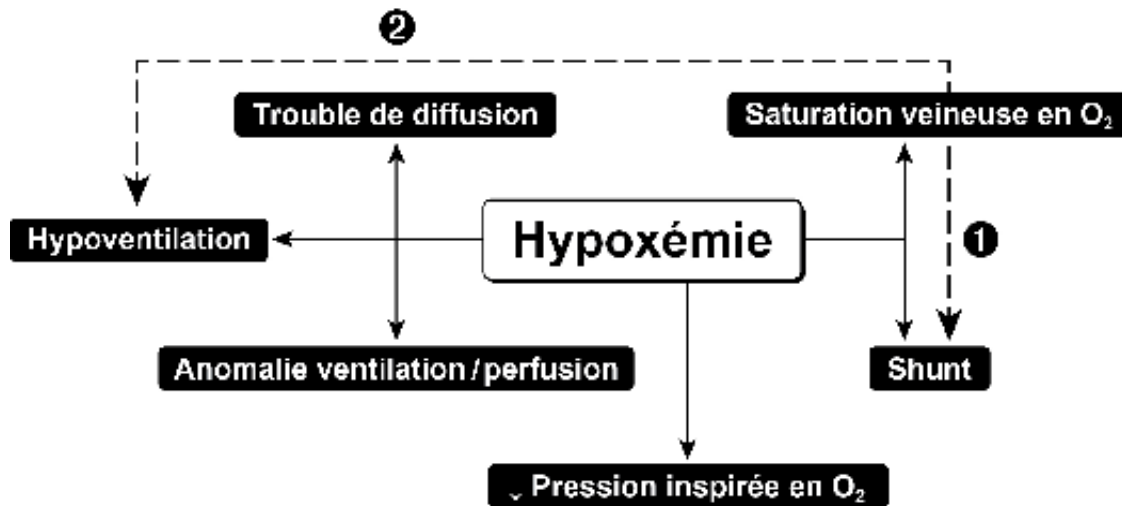 ❷
Trouble de diffusion
Saturation veineuse en O₂
Hypoventilation
Hypoxémie
❶
Anomalie ventilation/perfusion
Shunt
Pression inspirée en O₂